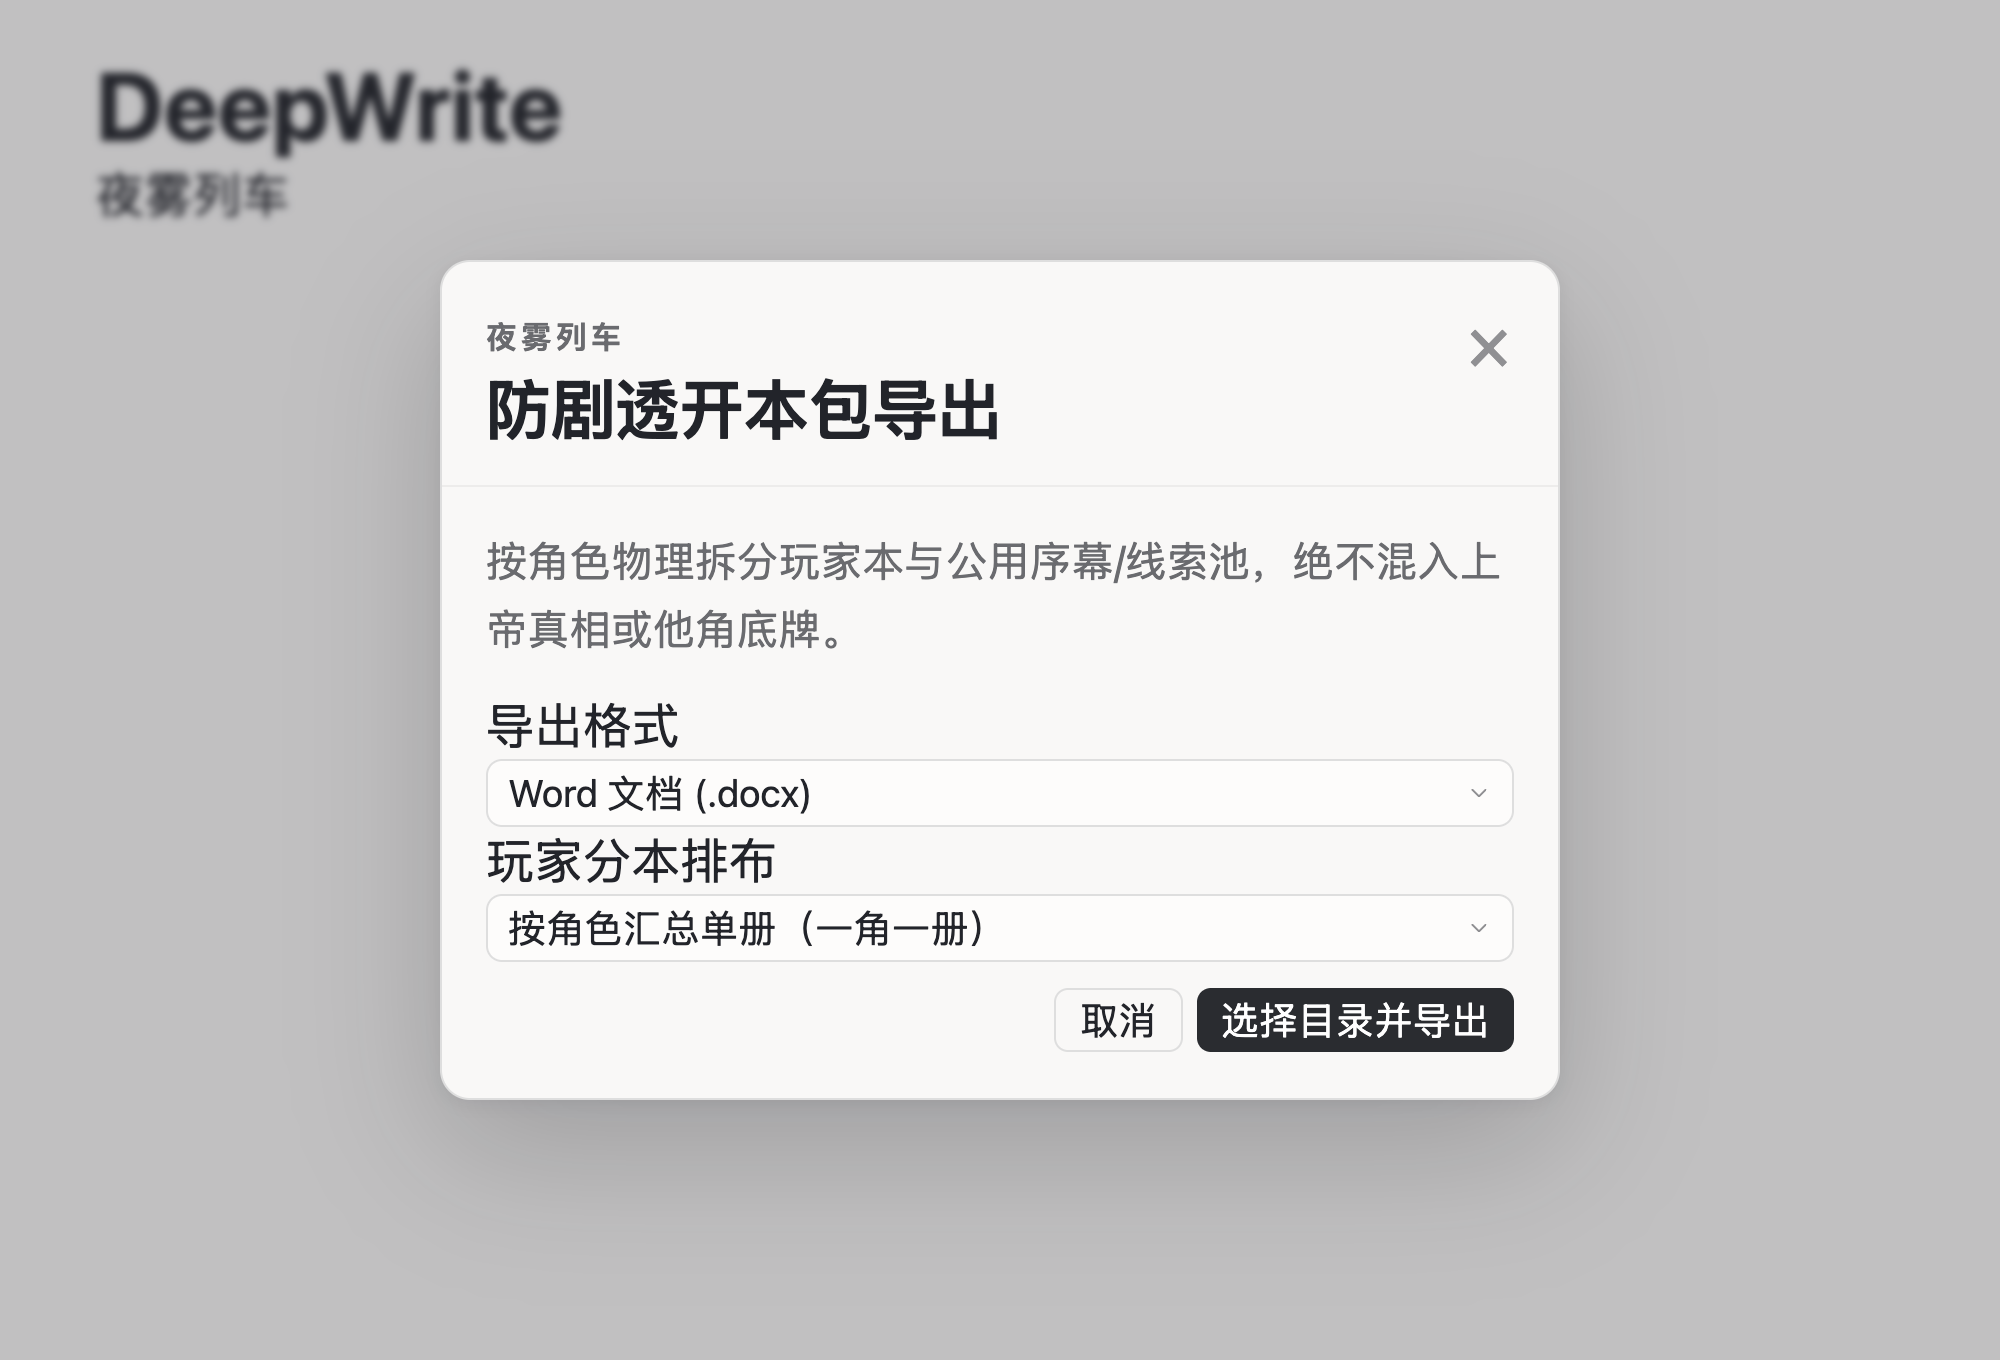 DeepWrite
夜雾列车
夜雾列车
防剧透开本包导出
按角色物理拆分玩家本与公用序幕/线索池，绝不混入上
帝真相或他角底牌。
导出格式
Word 文档 (.docx)
玩家分本排布
按角色汇总单册（一角一册）
取消
选择目录并导出